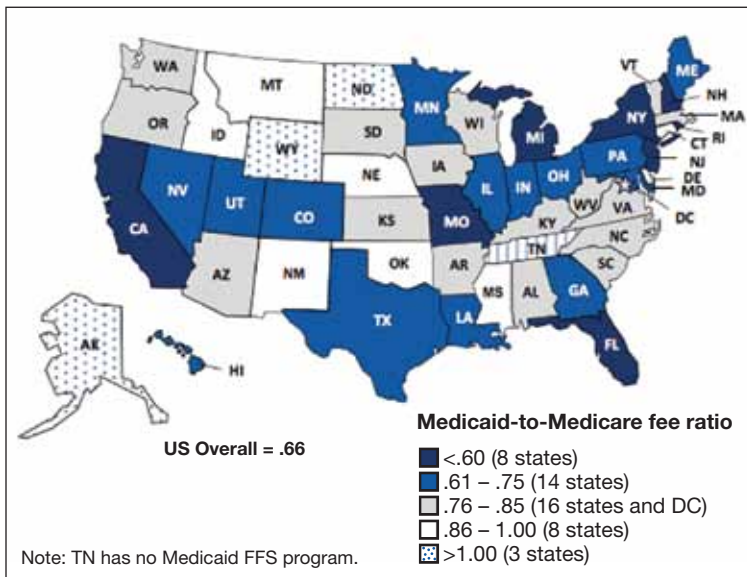 WA
MT
ND
VT
ME
OR
MN
NH
ID
SD
WI
NY
MA
WY
MI
RI
CT
NE
IA
PA
NJ
NV
UT
IL
IN
OH
DE
MD
CA
CO
KS
MO
WV
VA
KY
DC
TN
NC
AZ
NM
OK
AR
SC
MS
AL
GA
TX
LA
AK
HI
FL
US Overall = .66
Medicaid-to-Medicare fee ratio
<.60 (8 states)
.61 – .75 (14 states)
.76 – .85 (16 states and DC)
.86 – 1.00 (8 states)
>1.00 (3 states)
Note: TN has no Medicaid FFS program.